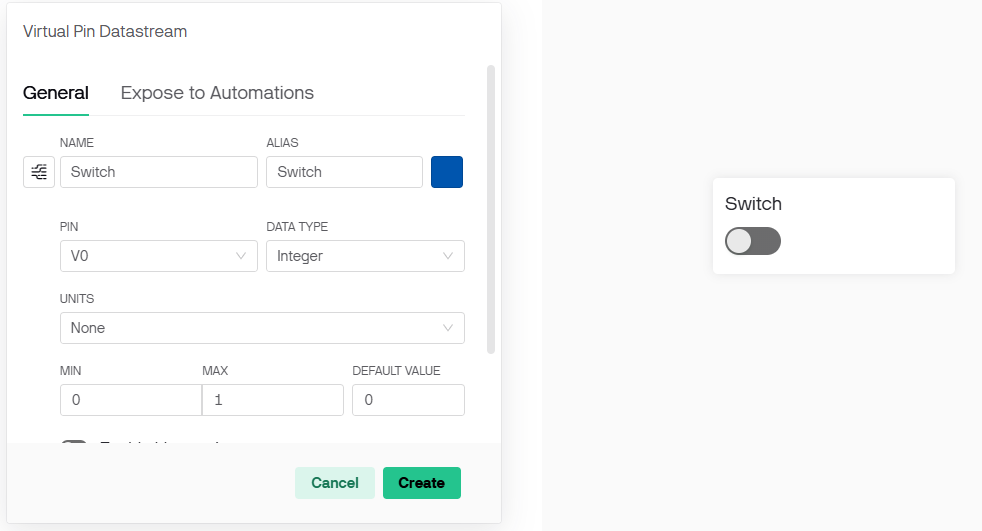 Virtual Pin Datastream
General Expose to Automations
NAME ALIAS
Switch Switch
PIN DATA TYPE
V0 Integer
UNITS
None
MIN MAX DEFAULT VALUE
0 1 0
Cancel Create
Switch